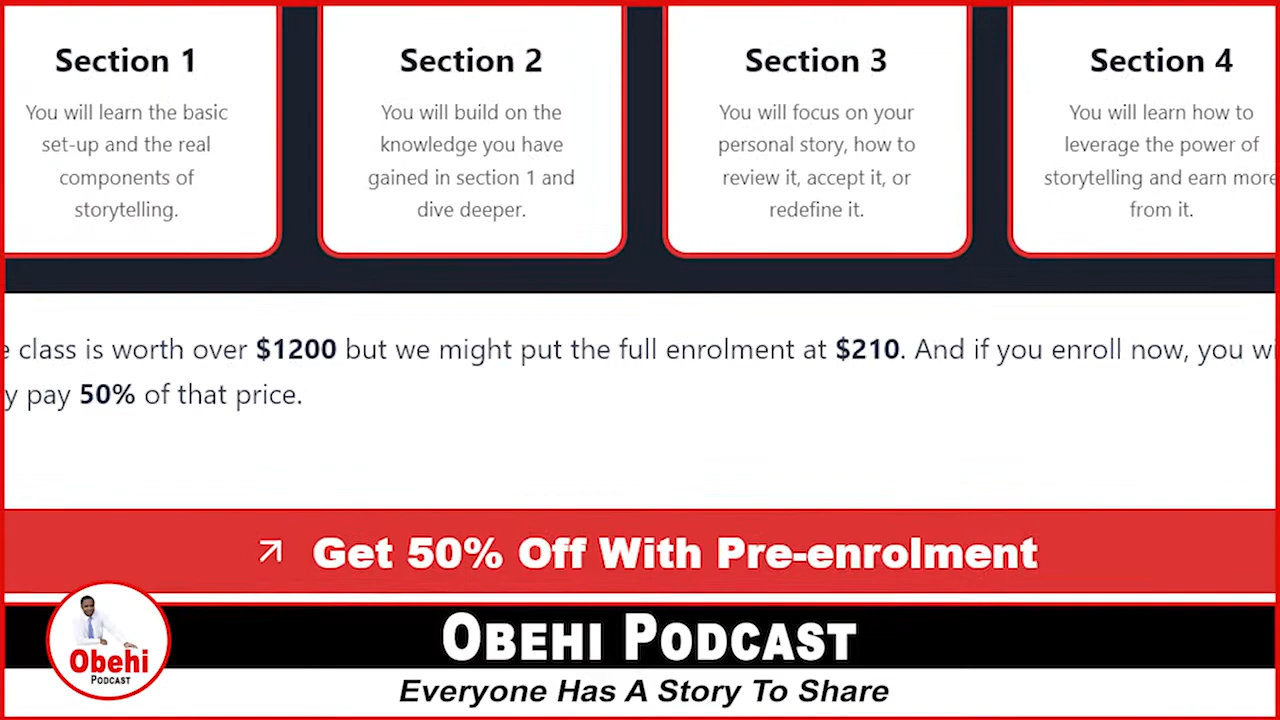 Section 1
You will learn the basic
set-up and the real
components of
storytelling.
Section 2
You will build on the
knowledge you have
gained in section 1 and
dive deeper.
Section 3
You will focus on your
personal story, how to
review it, accept it, or
redefine it.
Section 4
You will learn how to
leverage the power of
storytelling and earn more
from it.
class is worth over $1200 but we might put the full enrolment at $210. And if you enroll now, you
pay 50% of that price.
Get 50% Off With Pre-enrolment
Obehi
PODCAST
OBEHI PODCAST
Everyone Has A Story To Share